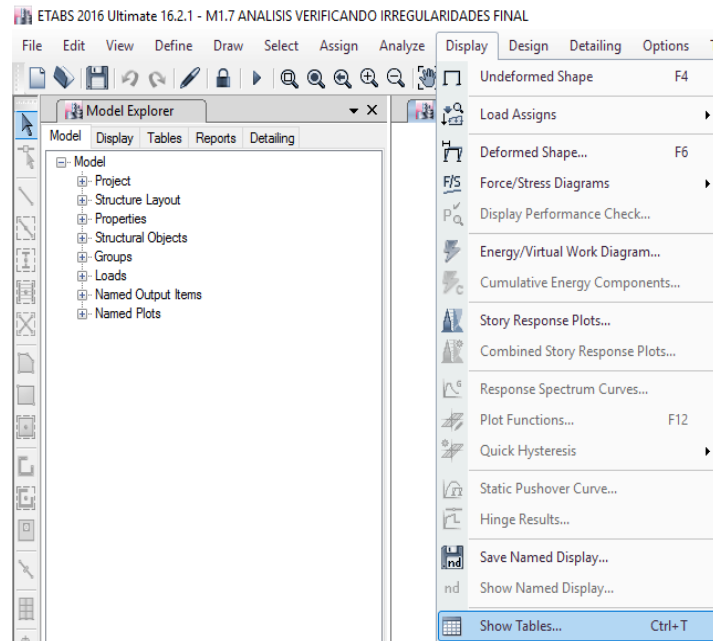 ETABS 2016 Ultimate 16.2.1 - M1.7 ANALISIS VERIFICANDO IRREGULARIDADES FINAL
File Edit View Define Draw Select Assign Analyze Display Design Detailing Options
Model Explorer
Model Display Tables Reports Detailing
Model
Project
Structure Layout
Properties
Structural Objects
Groups
Loads
Named Output Items
Named Plots
Undeformed Shape F4
Load Assigns
Deformed Shape... F6
F/S Force/Stress Diagrams
Display Performance Check...
Energy/Virtual Work Diagram...
Cumulative Energy Components...
Story Response Plots...
Combined Story Response Plots...
Response Spectrum Curves...
Plot Functions... F12
Quick Hysteresis
Static Pushover Curve...
Hinge Results...
nd Save Named Display...
nd Show Named Display...
Show Tables... Ctrl+T